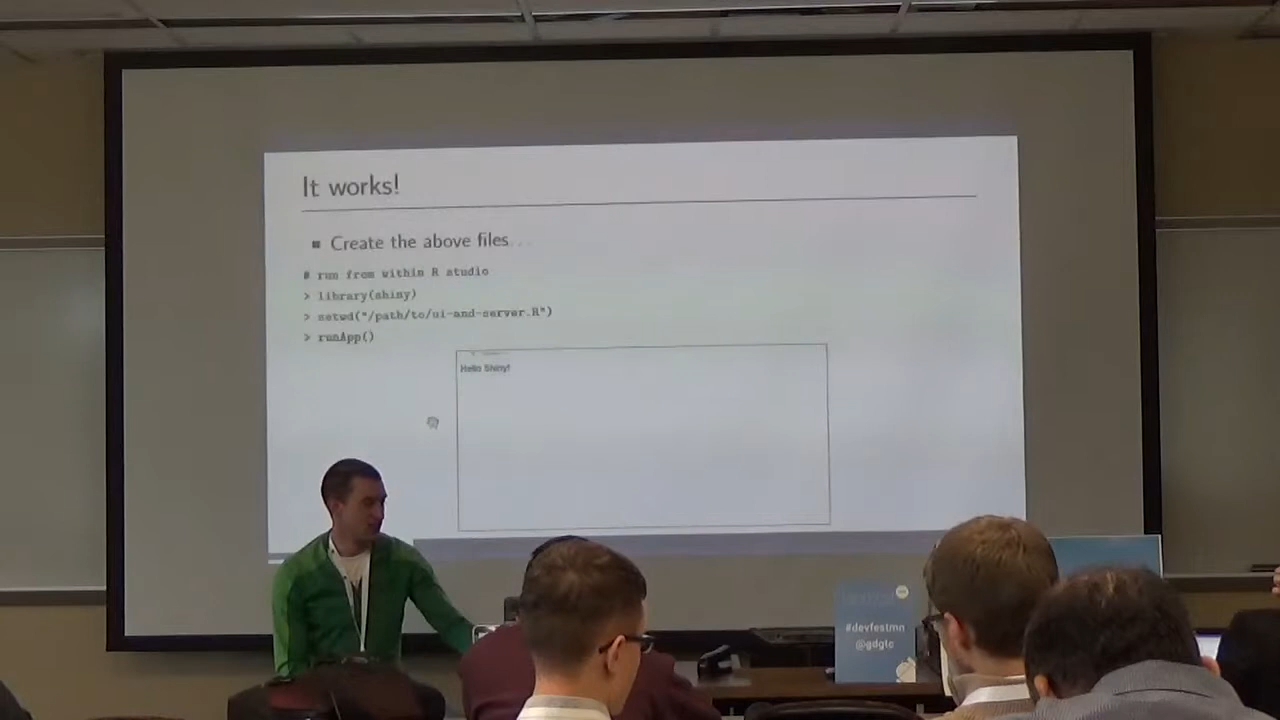 It works!
Create the above files...
# run from within R studio
> library(shiny)
> setwd("/path/to/ui-and-server.R")
> runApp()
Hello Shiny!
#devfestmn
@gdgtc